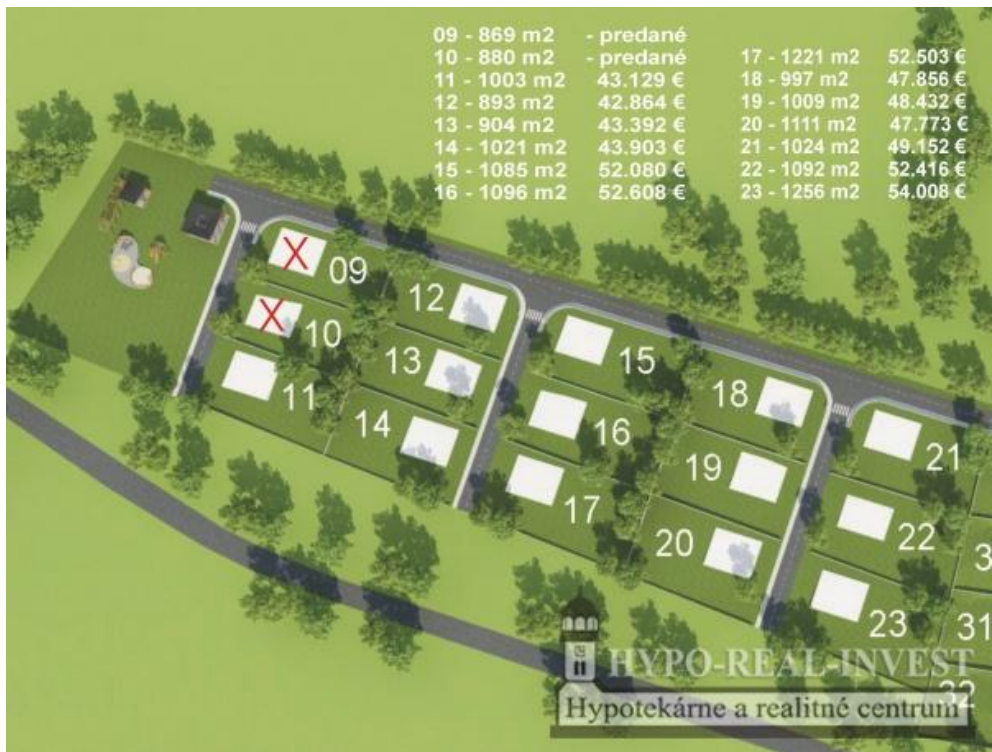 09 - 869 m2 - predané
10 - 880 m2 - predané
11 - 1003 m2 43.129 €
12 - 893 m2 42.864 €
13 - 904 m2 43.392 €
14 - 1021 m2 43.903 €
15 - 1085 m2 52.080 €
16 - 1096 m2 52.608 €
17 - 1221 m2 52.503 €
18 - 997 m2 47.856 €
19 - 1009 m2 48.432 €
20 - 1111 m2 47.773 €
21 - 1024 m2 49.152 €
22 - 1092 m2 52.416 €
23 - 1256 m2 54.008 €
X 09
X 10
11
12
13
14
15
16
17
18
19
20
21
22
23
3
31
32
HYPO-REAL-INVEST
Hypotekárne a realitné centrum